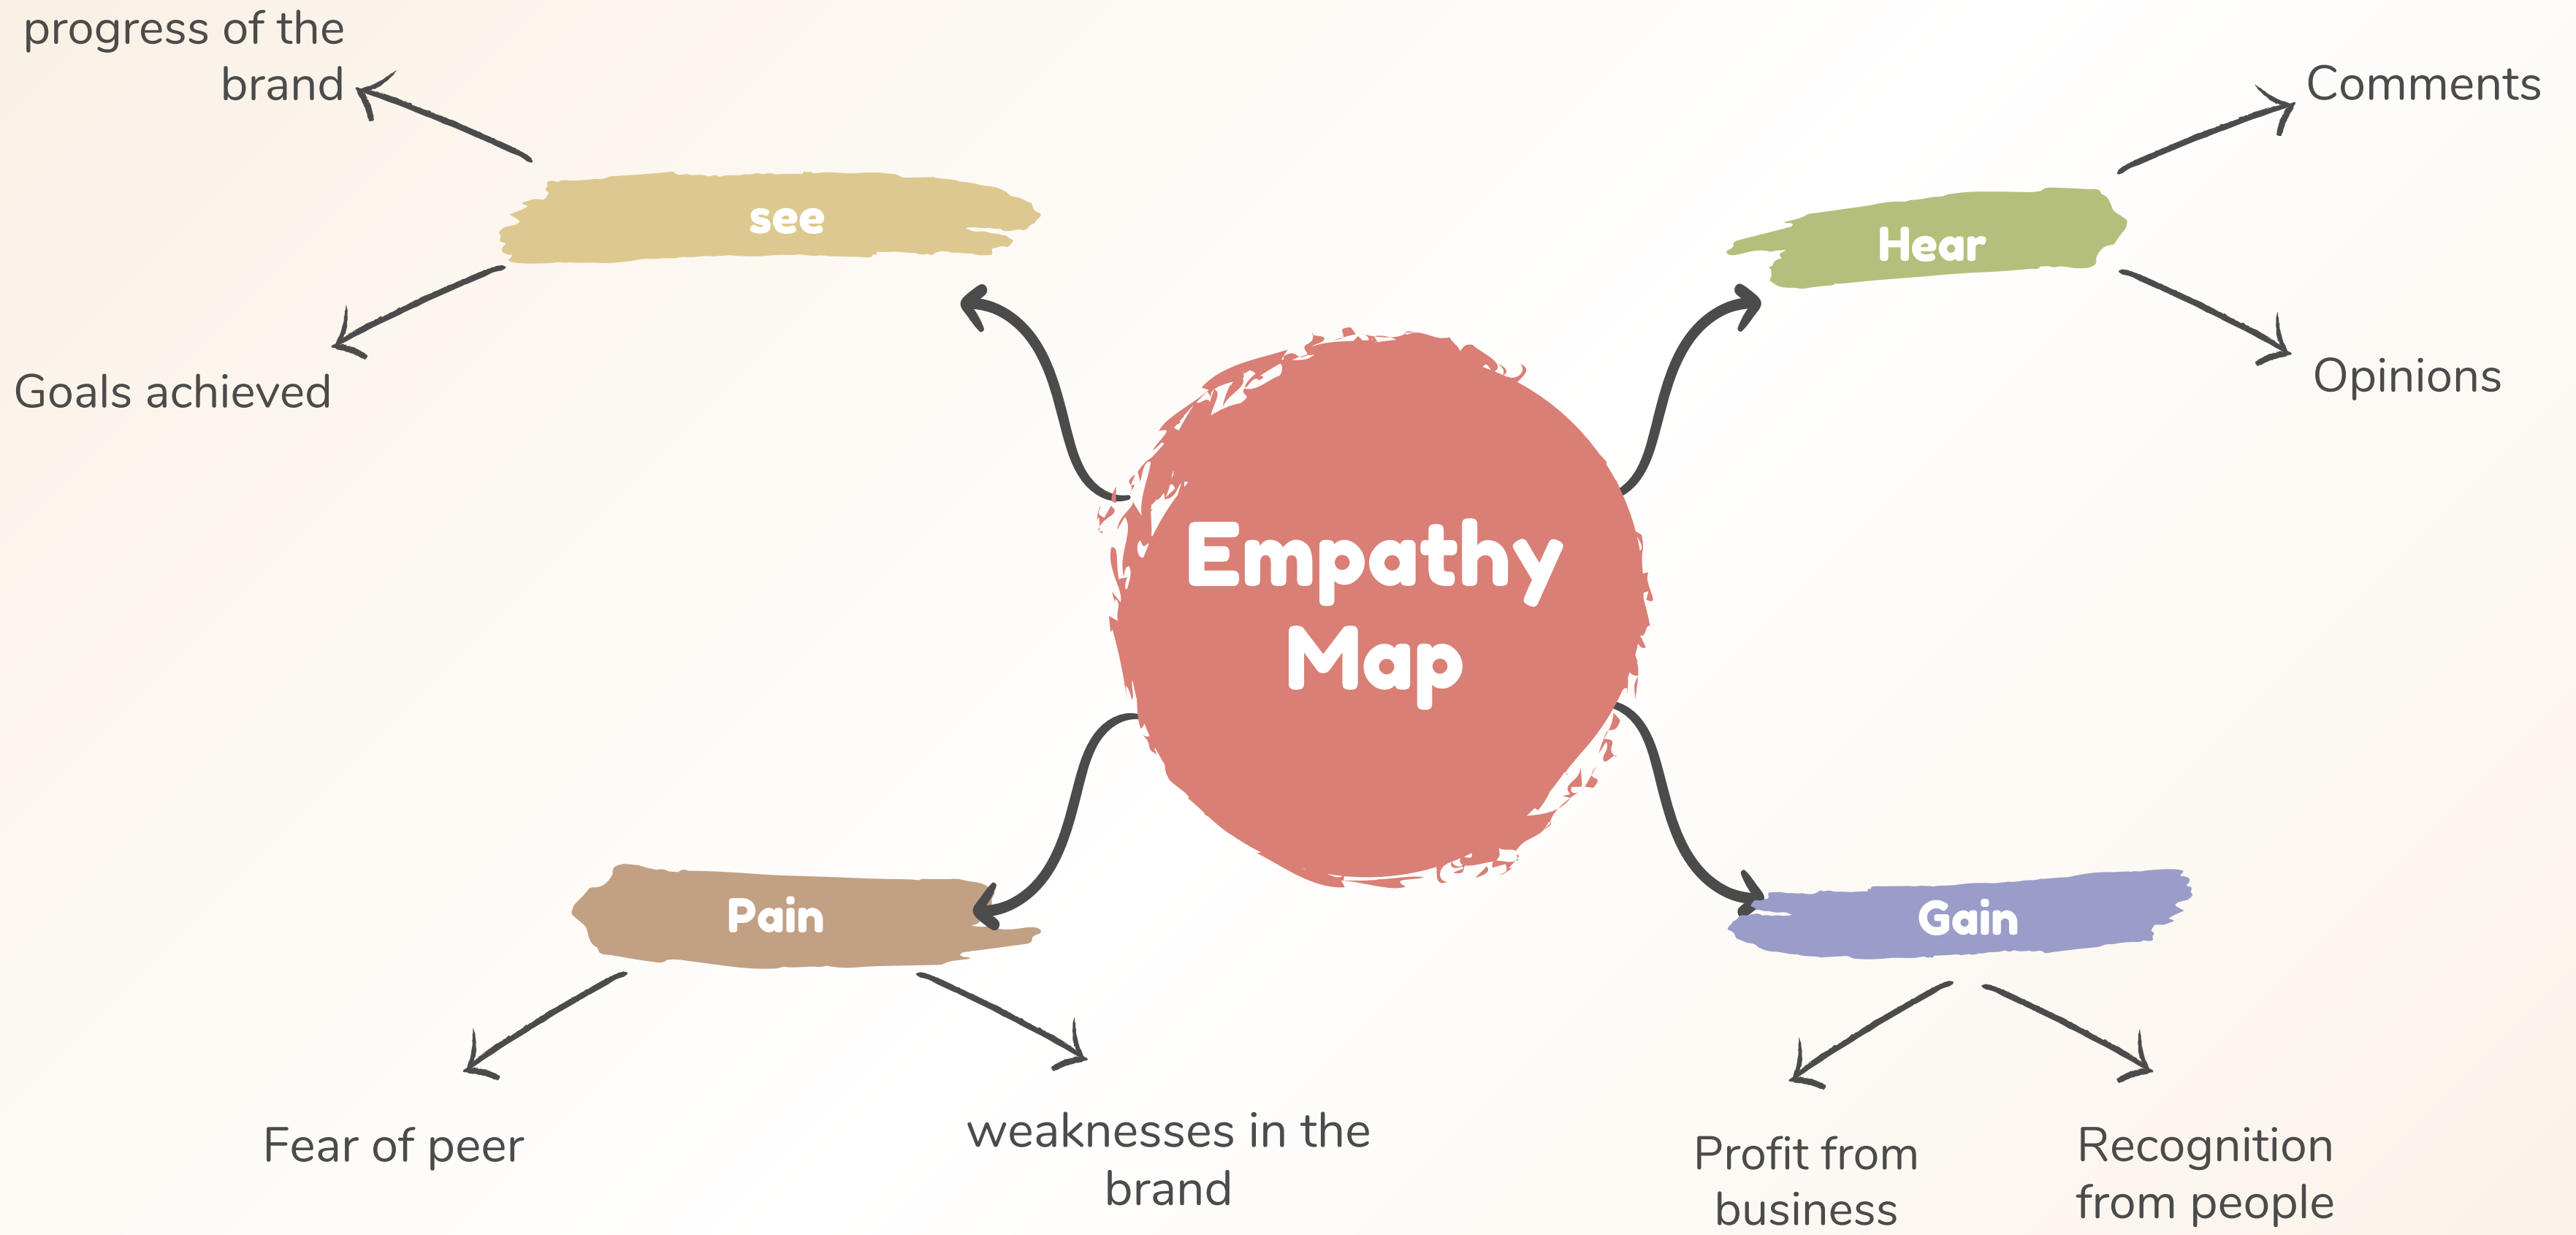 progress of the
brand
Comments
see
Hear
Goals achieved
Opinions
Empathy
Map
Pain
Gain
Fear of peer
weaknesses in the
brand
Profit from
business
Recognition
from people